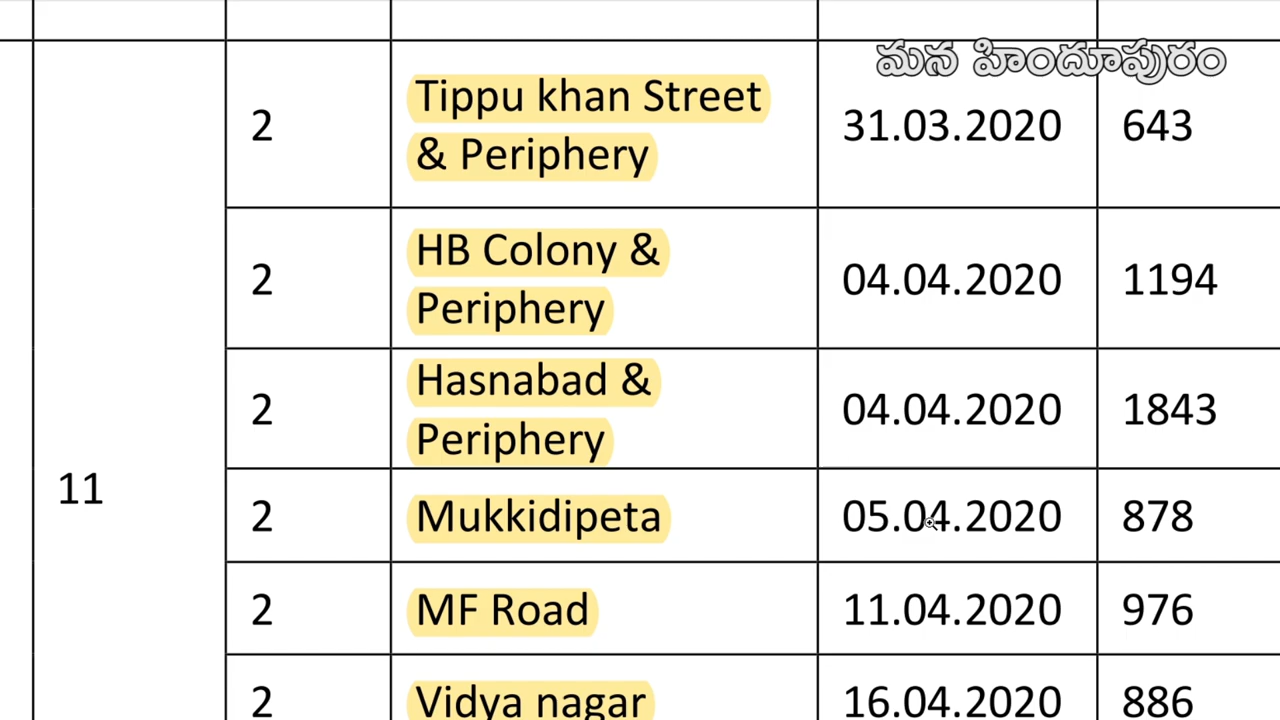 మన హిందూపురం
2 Tippu khan Street 31.03.2020 643
& Periphery
2 HB Colony & 04.04.2020 1194
Periphery
2 Hasnabad & 04.04.2020 1843
Periphery
11
2 Mukkidipeta 05.04.2020 878
2 MF Road 11.04.2020 976
2 Vidya nagar 16.04.2020 886